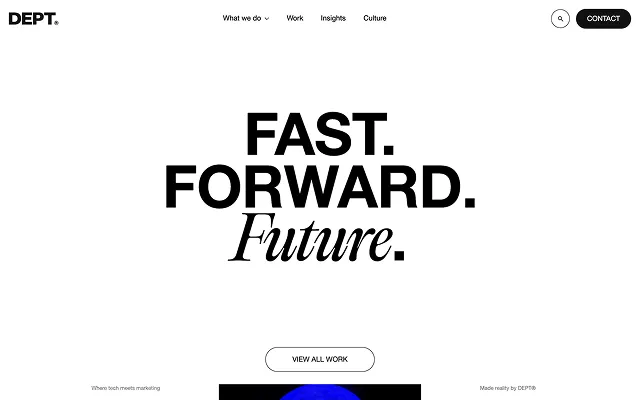 DEPT®
What we do
Work
Insights
Culture
CONTACT
FAST.
FORWARD.
Future.
VIEW ALL WORK
Where tech meets marketing
Made reality by DEPT®